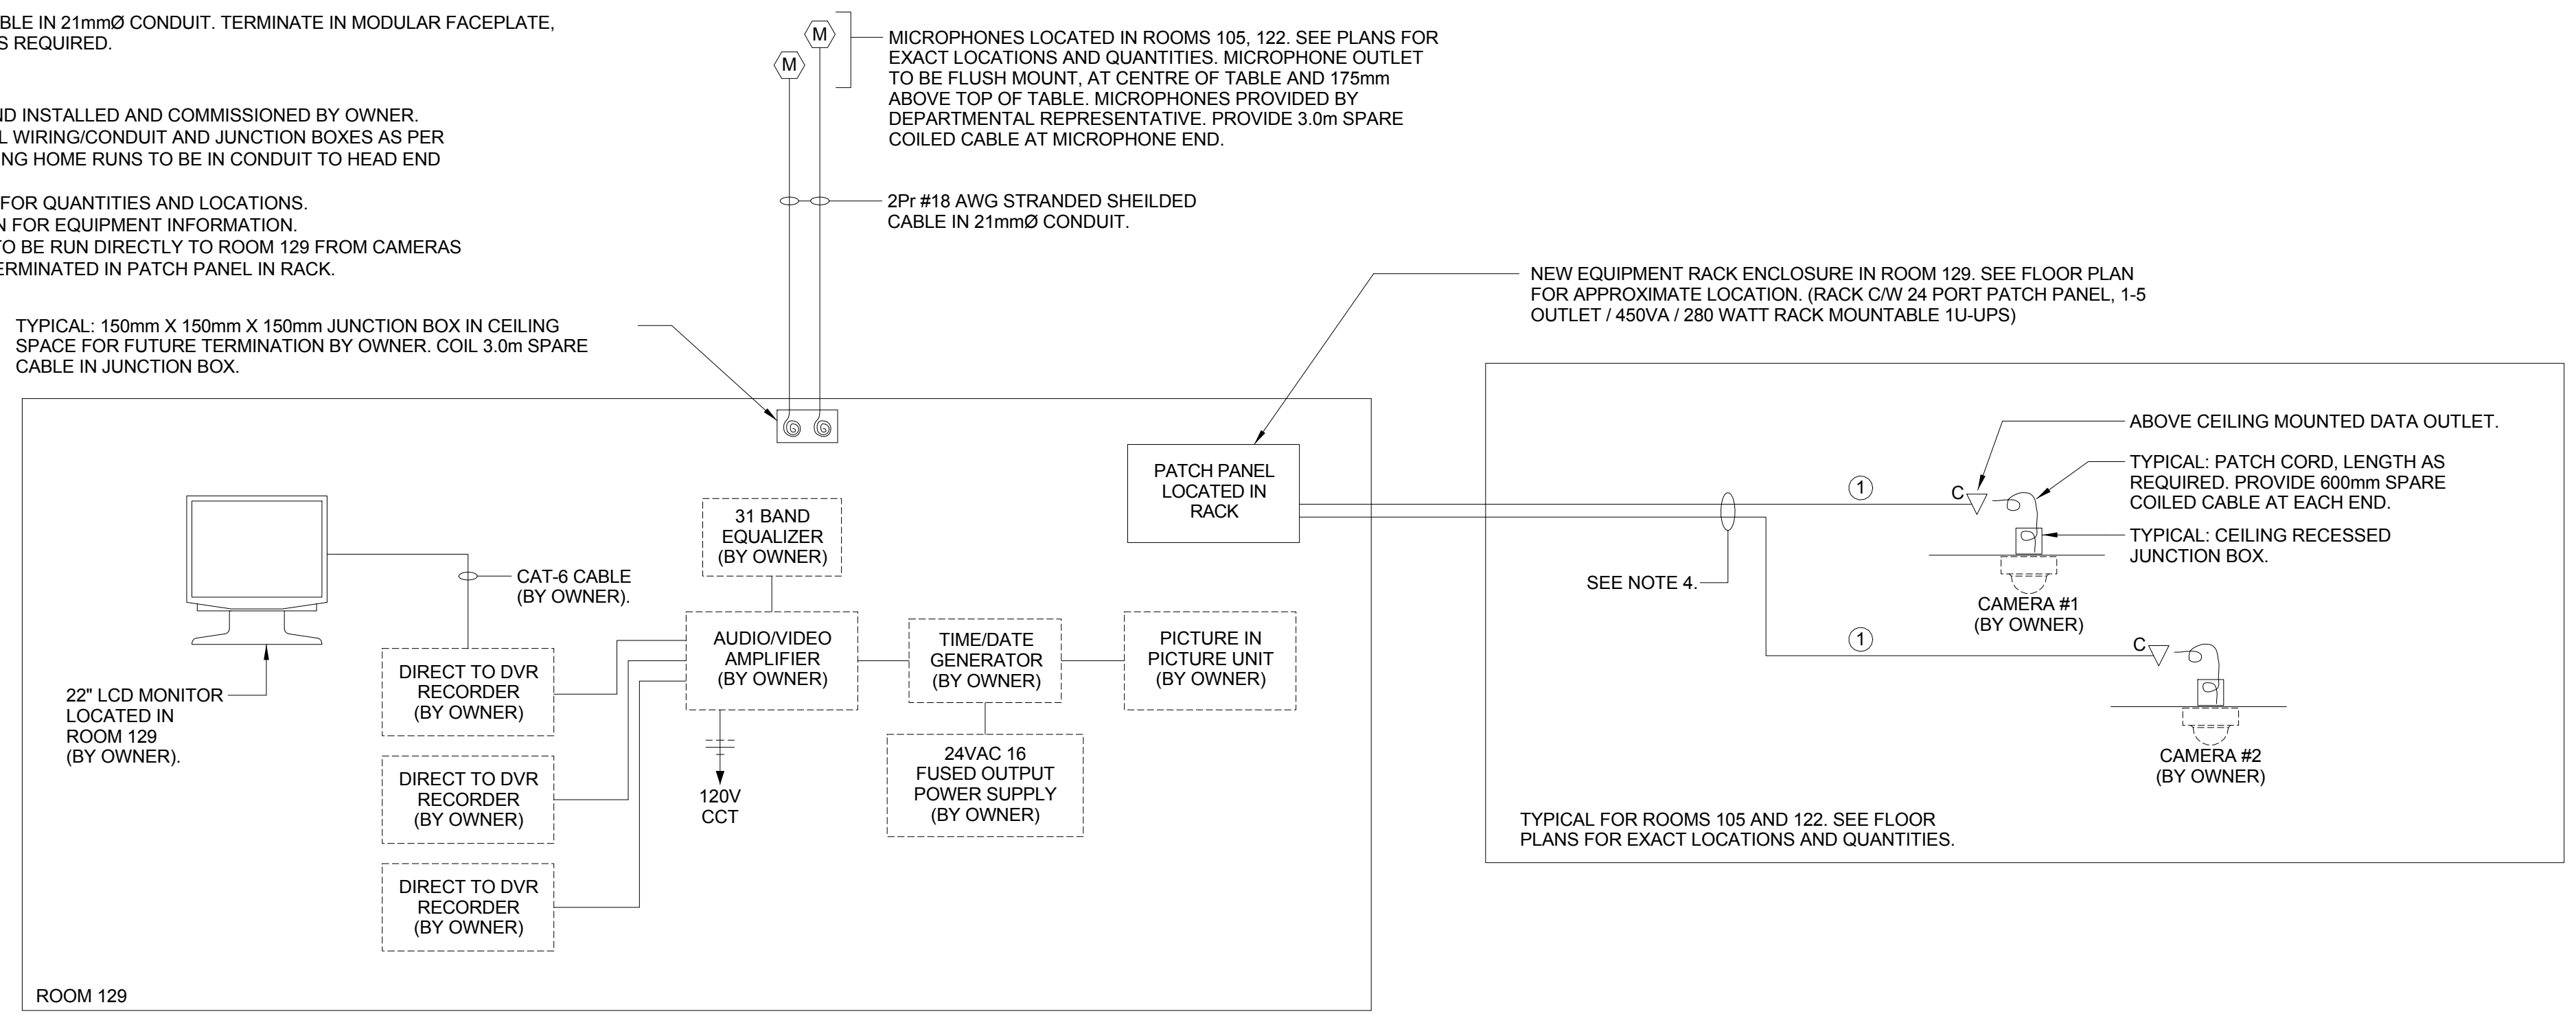 BLE IN 21mmØ CONDUIT. TERMINATE IN MODULAR FACEPLATE,
S REQUIRED.
ND INSTALLED AND COMMISSIONED BY OWNER.
L WIRING/CONDUIT AND JUNCTION BOXES AS PER
ING HOME RUNS TO BE IN CONDUIT TO HEAD END
FOR QUANTITIES AND LOCATIONS.
N FOR EQUIPMENT INFORMATION.
TO BE RUN DIRECTLY TO ROOM 129 FROM CAMERAS
ERMINATED IN PATCH PANEL IN RACK.
M
M
MICROPHONES LOCATED IN ROOMS 105, 122. SEE PLANS FOR
EXACT LOCATIONS AND QUANTITIES. MICROPHONE OUTLET
TO BE FLUSH MOUNT, AT CENTRE OF TABLE AND 175mm
ABOVE TOP OF TABLE. MICROPHONES PROVIDED BY
DEPARTMENTAL REPRESENTATIVE. PROVIDE 3.0m SPARE
COILED CABLE AT MICROPHONE END.
2Pr #18 AWG STRANDED SHEILDED
CABLE IN 21mmØ CONDUIT.
NEW EQUIPMENT RACK ENCLOSURE IN ROOM 129. SEE FLOOR PLAN
FOR APPROXIMATE LOCATION. (RACK C/W 24 PORT PATCH PANEL, 1-5
OUTLET / 450VA / 280 WATT RACK MOUNTABLE 1U-UPS)
TYPICAL: 150mm X 150mm X 150mm JUNCTION BOX IN CEILING
SPACE FOR FUTURE TERMINATION BY OWNER. COIL 3.0m SPARE
CABLE IN JUNCTION BOX.
PATCH PANEL
LOCATED IN
RACK
31 BAND
EQUALIZER
(BY OWNER)
CAT-6 CABLE
(BY OWNER).
22" LCD MONITOR
LOCATED IN
ROOM 129
(BY OWNER).
DIRECT TO DVR
RECORDER
(BY OWNER)
DIRECT TO DVR
RECORDER
(BY OWNER)
DIRECT TO DVR
RECORDER
(BY OWNER)
AUDIO/VIDEO
AMPLIFIER
(BY OWNER)
120V
CCT
TIME/DATE
GENERATOR
(BY OWNER)
24VAC 16
FUSED OUTPUT
POWER SUPPLY
(BY OWNER)
PICTURE IN
PICTURE UNIT
(BY OWNER)
ROOM 129
1
SEE NOTE 4.
1
C
ABOVE CEILING MOUNTED DATA OUTLET.
TYPICAL: PATCH CORD, LENGTH AS
REQUIRED. PROVIDE 600mm SPARE
COILED CABLE AT EACH END.
TYPICAL: CEILING RECESSED
JUNCTION BOX.
CAMERA #1
(BY OWNER)
C
CAMERA #2
(BY OWNER)
TYPICAL FOR ROOMS 105 AND 122. SEE FLOOR
PLANS FOR EXACT LOCATIONS AND QUANTITIES.